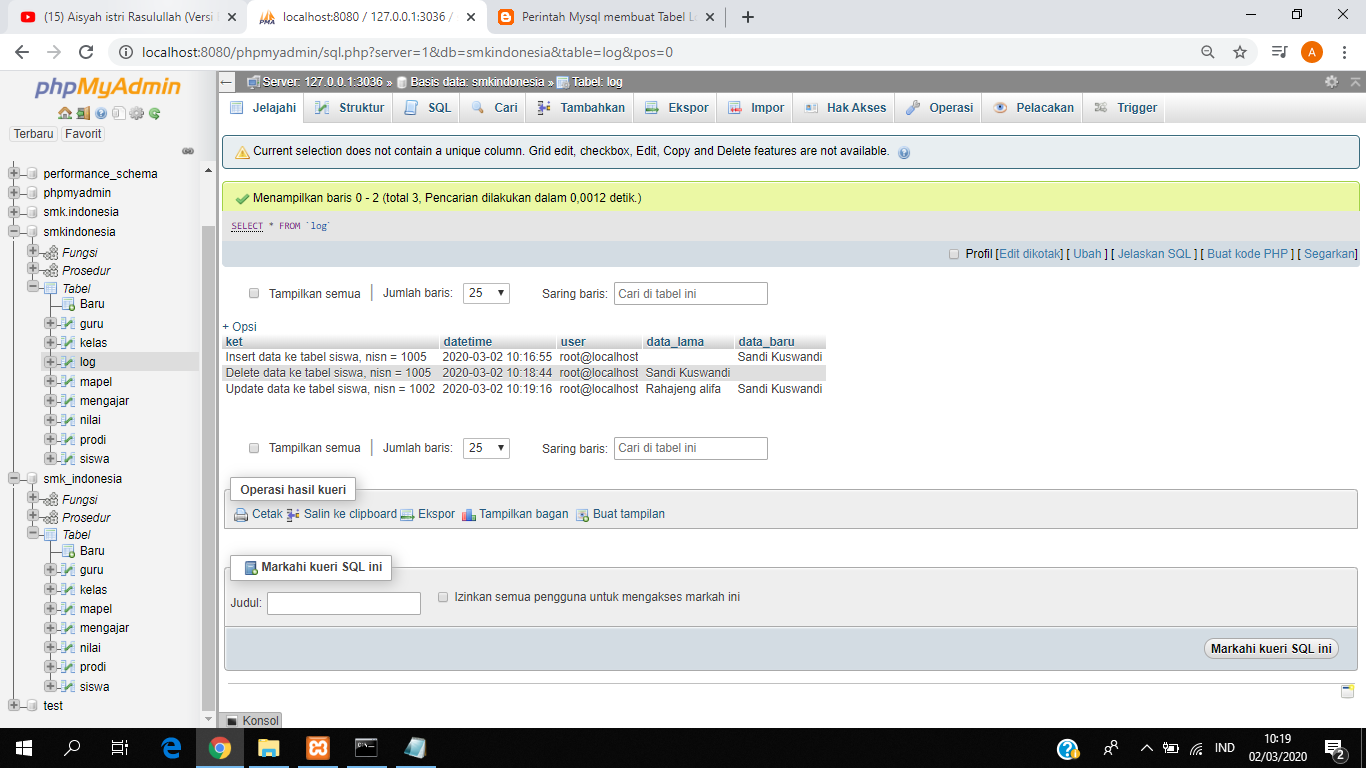 (15) Aisyah istri Rasulullah (Versi
localhost:8080 / 127.0.0.1:3036 /
Perintah Mysql membuat Tabel L
localhost:8080/phpmyadmin/sql.php?server=1&db=smkindonesia&table=log&pos=0
A
phpMyAdmin
Terbaru Favorit
performance_schema
phpmyadmin
smk.indonesia
smkindonesia
Fungsi
Prosedur
Tabel
Baru
guru
kelas
log
mapel
mengajar
nilai
prodi
siswa
smk_indonesia
Fungsi
Prosedur
Tabel
Baru
guru
kelas
mapel
mengajar
nilai
prodi
siswa
test
Server: 127.0.0.1:3036 » Basis data: smkindonesia » Tabel: log
Jelajahi Struktur SQL Cari Tambahkan Ekspor Impor Hak Akses Operasi Pelacakan Trigger
Current selection does not contain a unique column. Grid edit, checkbox, Edit, Copy and Delete features are not available.
Menampilkan baris 0 - 2 (total 3, Pencarian dilakukan dalam 0,0012 detik.)
SELECT * FROM `log`
Profil [Edit dikotak] [ Ubah ] [ Jelaskan SQL ] [ Buat kode PHP ] [ Segarkan]
Tampilkan semua | Jumlah baris: 25 Saring baris: Cari di tabel ini
+ Opsi
ket datetime user data_lama data_baru
Insert data ke tabel siswa, nisn = 1005 2020-03-02 10:16:55 root@localhost Sandi Kuswandi
Delete data ke tabel siswa, nisn = 1005 2020-03-02 10:18:44 root@localhost Sandi Kuswandi
Update data ke tabel siswa, nisn = 1002 2020-03-02 10:19:16 root@localhost Rahajeng alifa Sandi Kuswandi
Tampilkan semua | Jumlah baris: 25 Saring baris: Cari di tabel ini
Operasi hasil kueri
Cetak Salin ke clipboard Ekspor Tampilkan bagan Buat tampilan
Markahi kueri SQL ini
Judul: Izinkan semua pengguna untuk mengakses markah ini
Markahi kueri SQL ini
Konsol
IND
10:19
02/03/2020
2